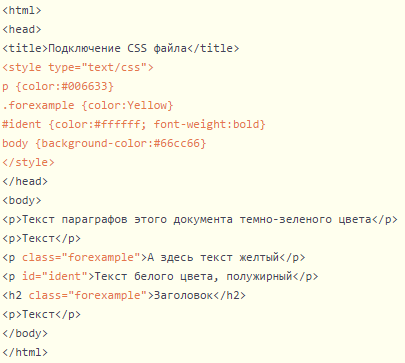 <html>
<head>
<title>Подключение CSS файла</title>
<style type="text/css">
p {color:#006633}
.forexample {color:Yellow}
#ident {color:#ffffff; font-weight:bold}
body {background-color:#66cc66}
</style>
</head>
<body>
<p>Текст параграфов этого документа темно-зеленого цвета</p>
<p>Текст</p>
<p class="forexample">А здесь текст желтый</p>
<p id="ident">Текст белого цвета, полужирный</p>
<h2 class="forexample">Заголовок</h2>
<p>Текст</p>
</body>
</html>